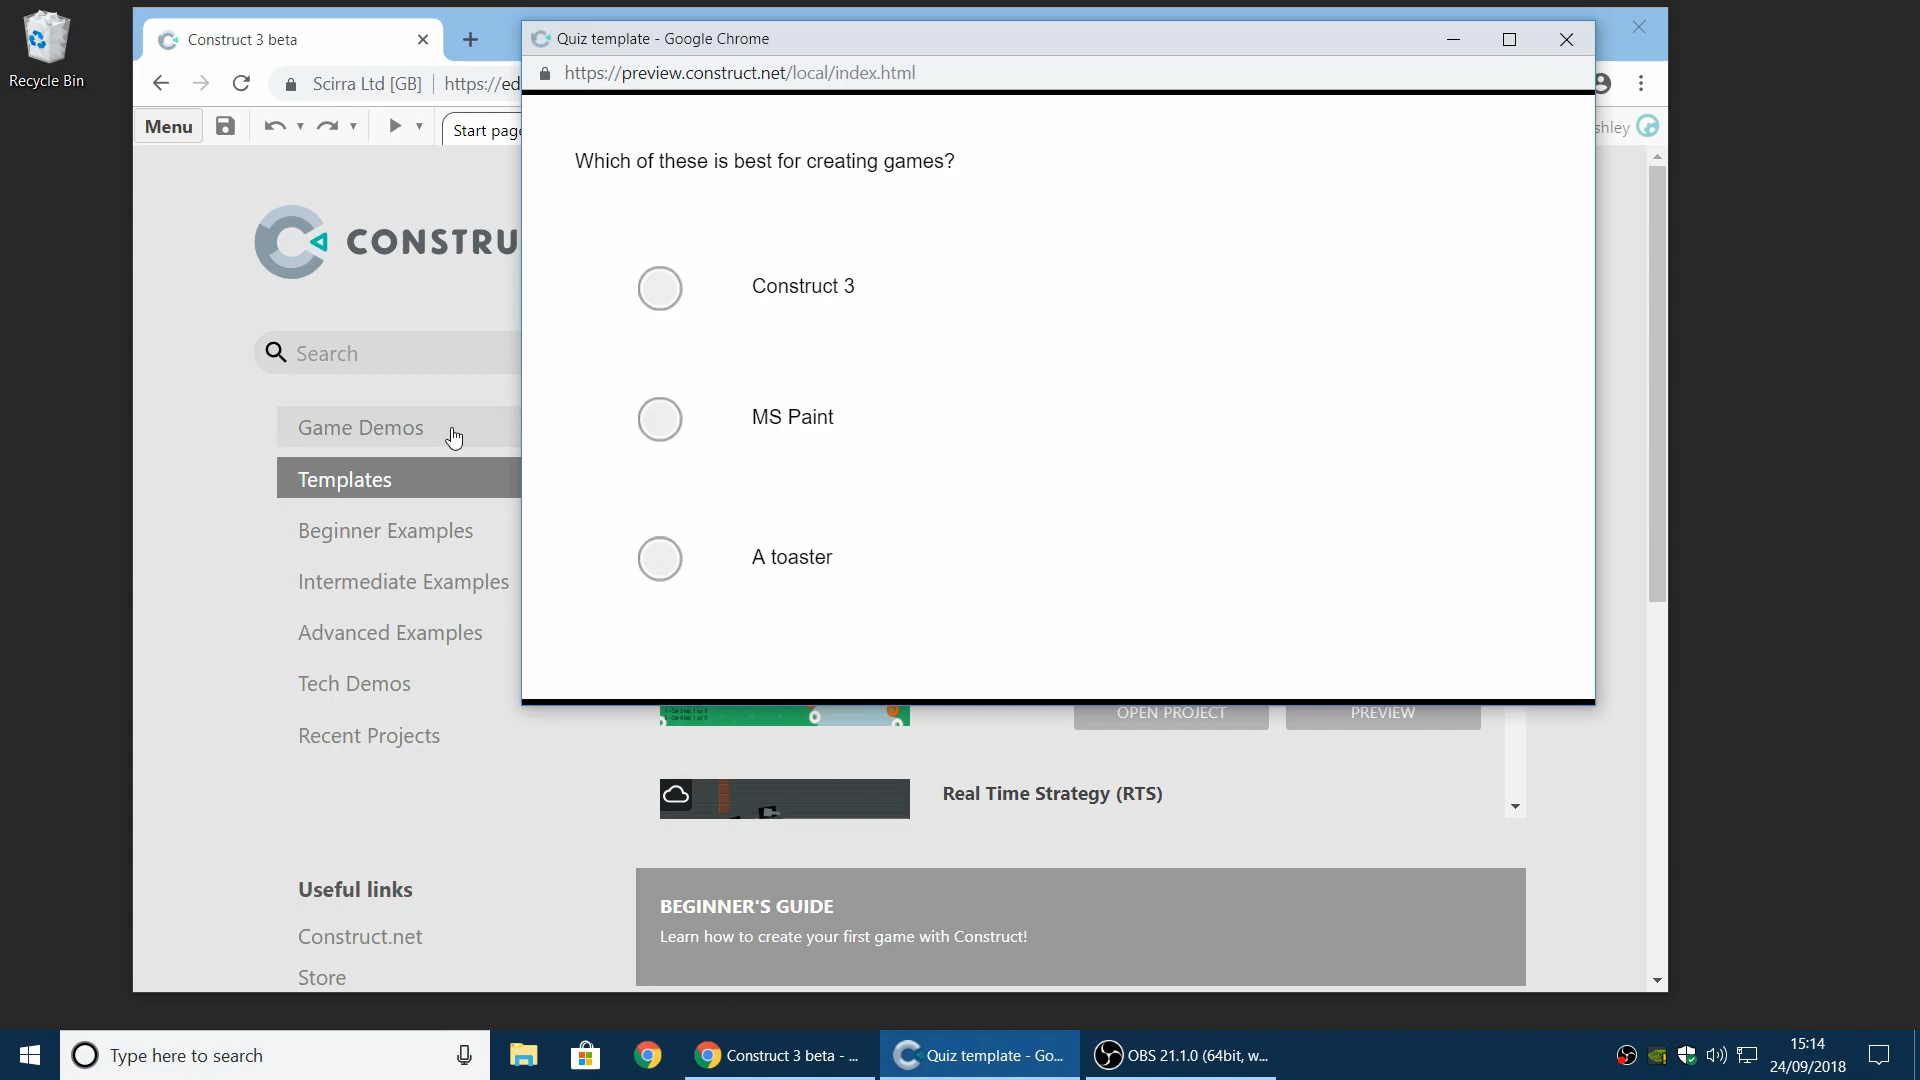 Recycle Bin
Construct 3 beta
Quiz template - Google Chrome
Scirra Ltd [GB]
https://ed
https://preview.construct.net/local/index.html
Menu
Start page
shley
Which of these is best for creating games?
Construct 3
MS Paint
A toaster
CONSTRU
Search
Game Demos
Templates
Beginner Examples
Intermediate Examples
Advanced Examples
Tech Demos
Recent Projects
OPEN PROJECT
PREVIEW
Real Time Strategy (RTS)
Useful links
Construct.net
Store
BEGINNER'S GUIDE
Learn how to create your first game with Construct!
Type here to search
Construct 3 beta - ...
Quiz template - Go...
OBS 21.1.0 (64bit, w...
15:14
24/09/2018